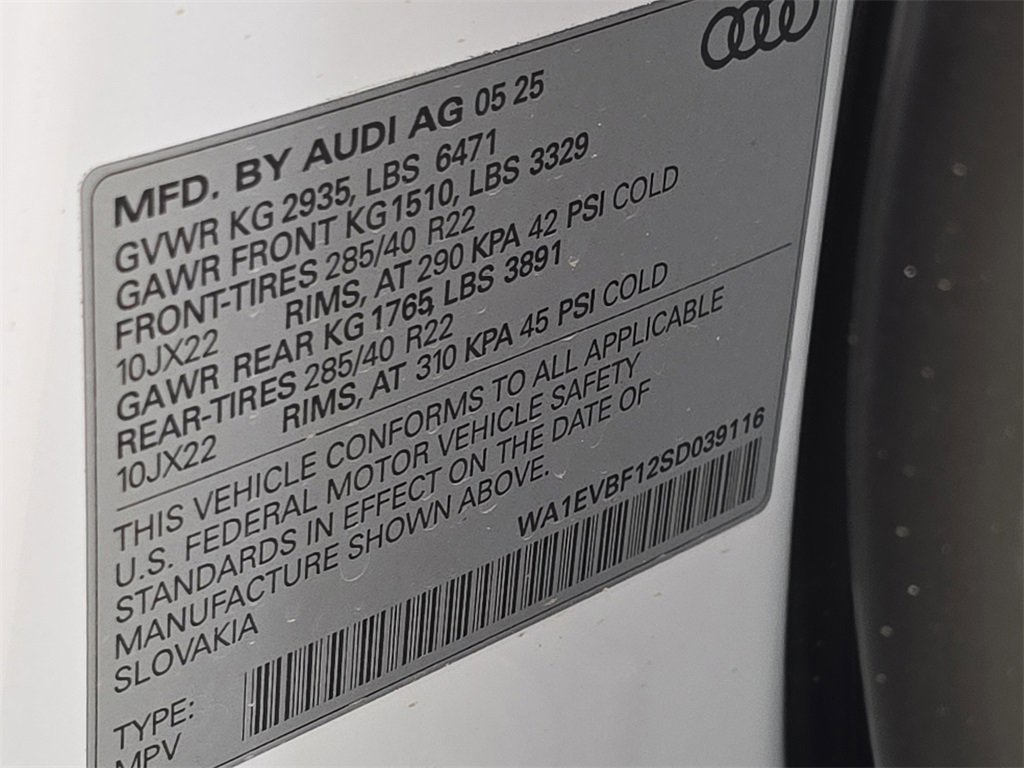 MFD. BY AUDI AG 05 25
GVWR KG 2935, LBS 6471
GAWR FRONT KG1510, LBS 3329
FRONT-TIRES 285/40 R22
10JX22 RIMS, AT 290 KPA 42 PSI COLD
GAWR REAR KG 1765, LBS 3891
REAR-TIRES 285/40 R22
10JX22 RIMS, AT 310 KPA 45 PSI COLD
THIS VEHICLE CONFORMS TO ALL APPLICABLE
U.S. FEDERAL MOTOR VEHICLE SAFETY
STANDARDS IN EFFECT ON THE DATE OF
MANUFACTURE SHOWN ABOVE.
SLOVAKIA
WA1EVBF12SD039116
TYPE:
MPV